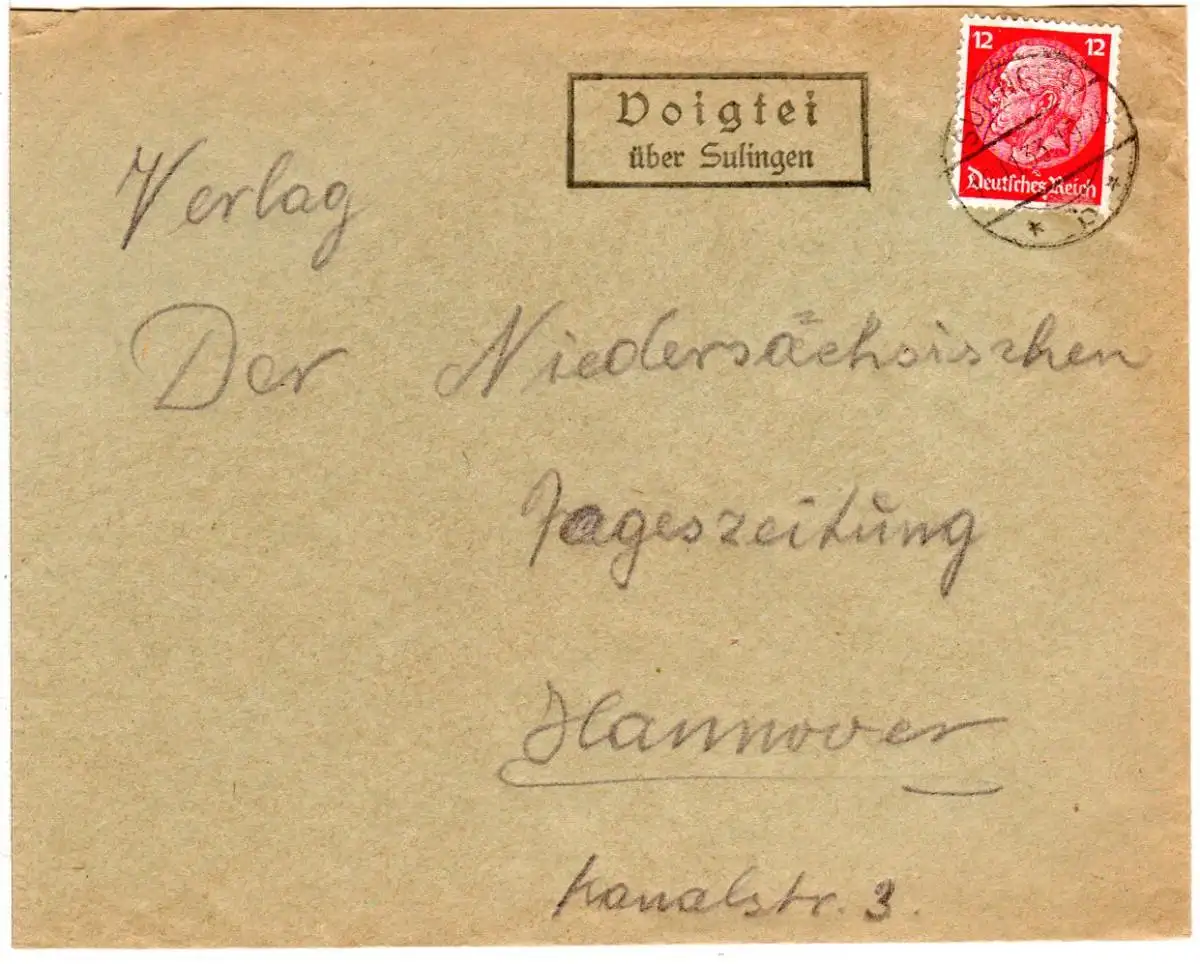 12 12
Deutsches Reich
Voigtei
über Sulingen
Verlag
Der Niedersächsischen
Tageszeitung
Hannover
Kanalstr. 3.